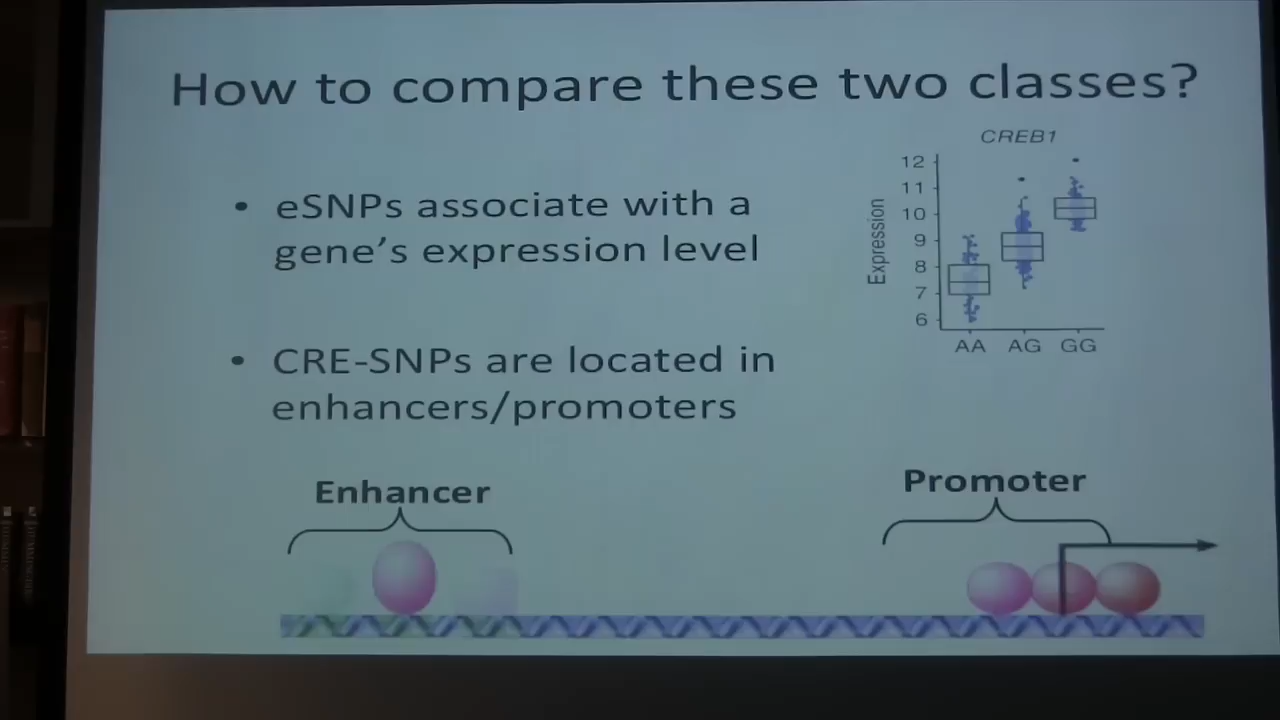 How to compare these two classes?
• eSNPs associate with a
gene's expression level
• CRE-SNPs are located in
enhancers/promoters
CREB1
Expression
12
11
10
9
8
7
6
AA AG GG
Enhancer
Promoter